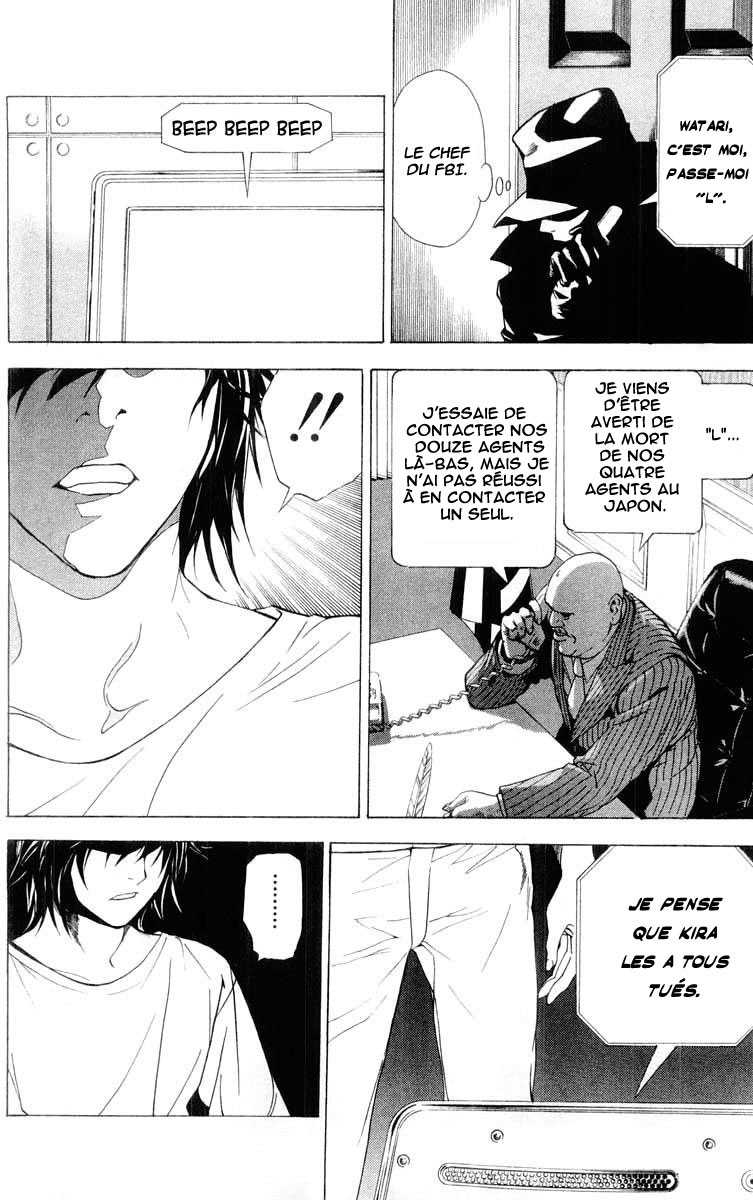 WATARI,
C'EST MOI,
PASSE-MOI
"L".
LE CHEF
DU FBI.
BEEP BEEP BEEP
"L"...
JE VIENS
D'ÊTRE
AVERTI DE
LA MORT
DE NOS
QUATRE
AGENTS AU
JAPON.
J'ESSAIE DE
CONTACTER NOS
DOUZE AGENTS
LÀ-BAS, MAIS JE
N'AI PAS RÉUSSI
À EN CONTACTER
UN SEUL.
!!
JE PENSE
QUE KIRA
LES A TOUS
TUÉS.
........